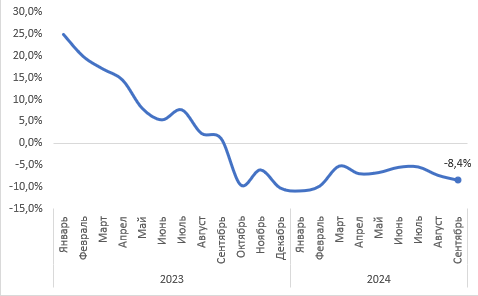 30,0%
25,0%
20,0%
15,0%
10,0%
5,0%
0,0%
-5,0%
-10,0%
-15,0%
-8,4%
Январь
Февраль
Март
Апрел
Май
Июнь
Июль
Август
Сентябрь
Октябрь
Ноябрь
Декабрь
Январь
Февраль
Март
Апрел
Май
Июнь
Июль
Август
Сентябрь
2023
2024